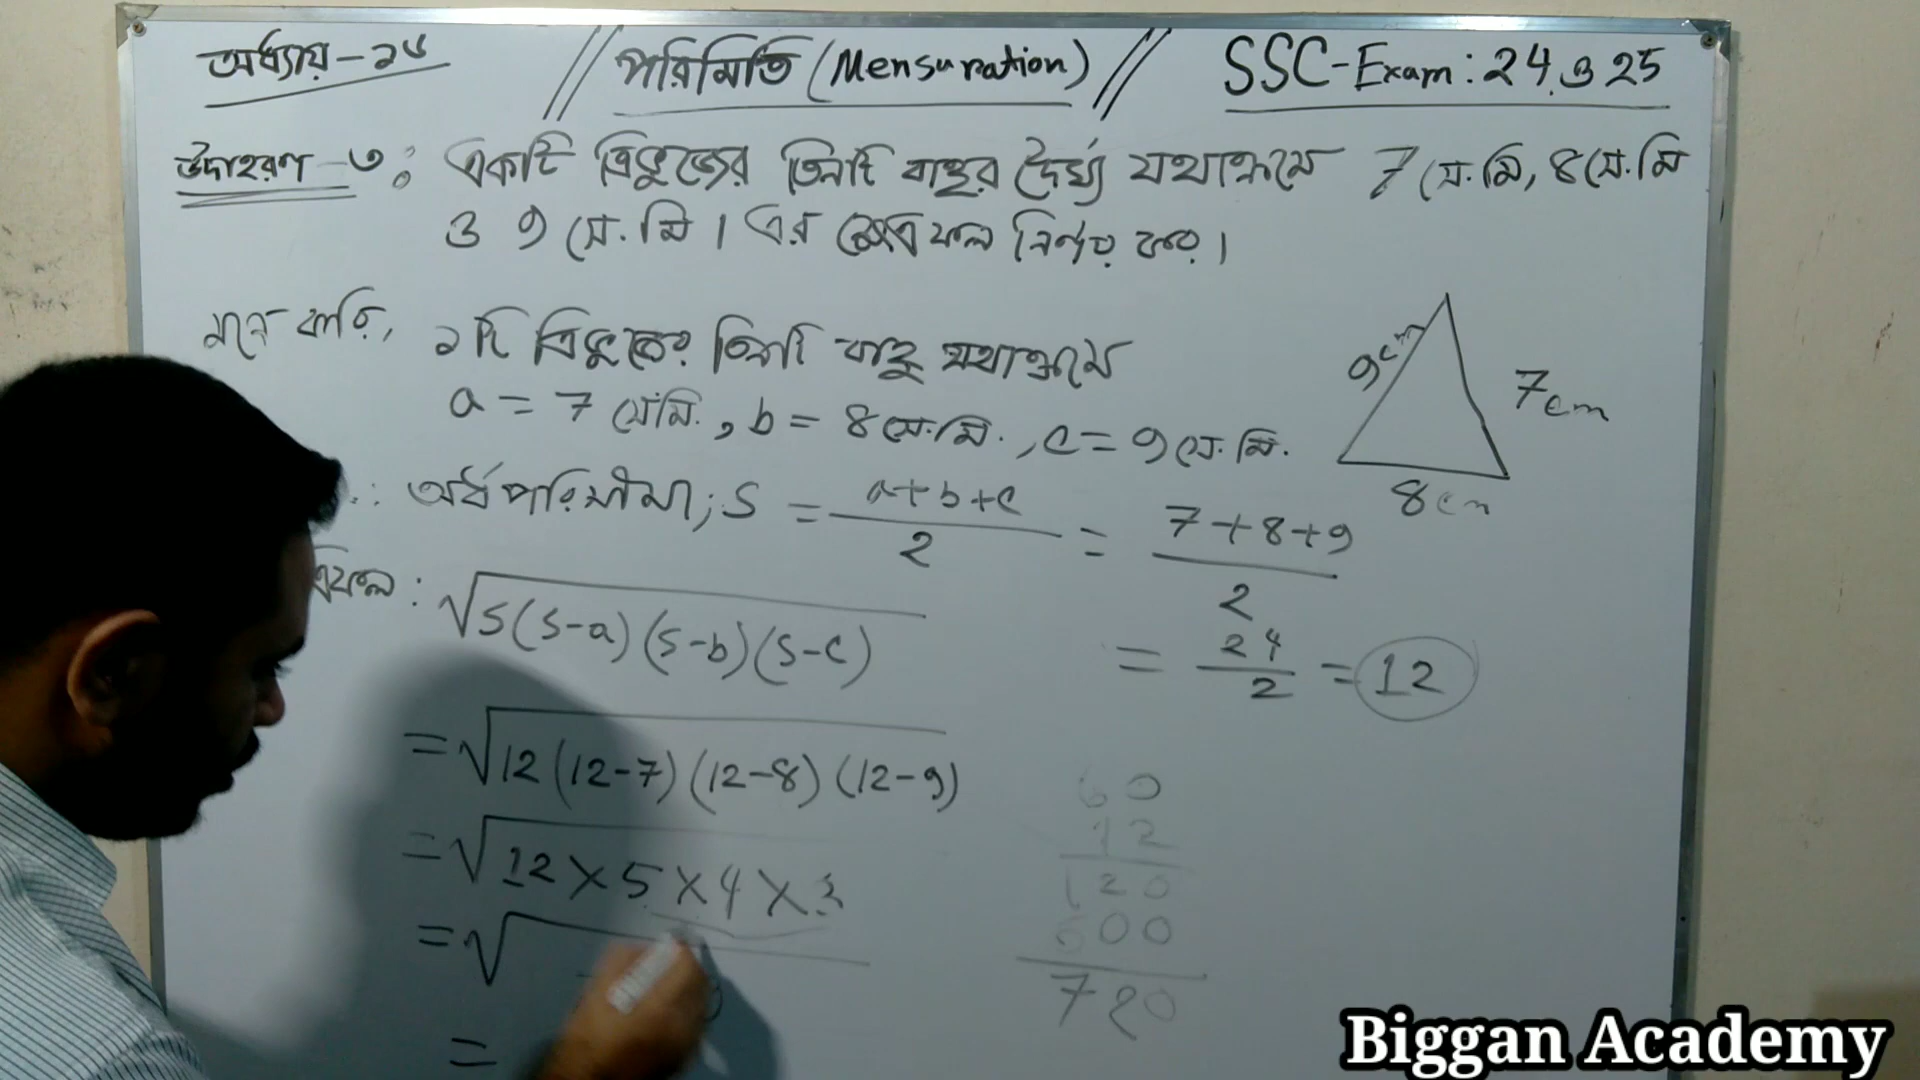 অধ্যায়-১৬ // পরিমিতি (Mensuration) // SSC-Exam: 24 ও 25
উদাহরণ-৩: একটি ত্রিভুজের তিনটি বাহুর দৈর্ঘ্য যথাক্রমে 7 সে.মি, ৪ সে.মি
ও 9 সে.মি। এর ক্ষেত্রফল নির্ণয় কর।
মনে করি, ১টি ত্রিভুজের তিনটি বাহু যথাক্রমে
a = 7 সে.মি., b = 8 সে.মি., c = 9 সে.মি.
9cm
7cm
8cm
∴ অর্ধপরিসীমা, S = a+b+c / 2 = 7+8+9 / 2
= 24 / 2 = 12
ত্রফল: √S(S-a)(S-b)(S-c)
= √12(12-7)(12-8)(12-9)
= √12×5×4×3
= √
=
60
12
120
600
720
Biggan Academy